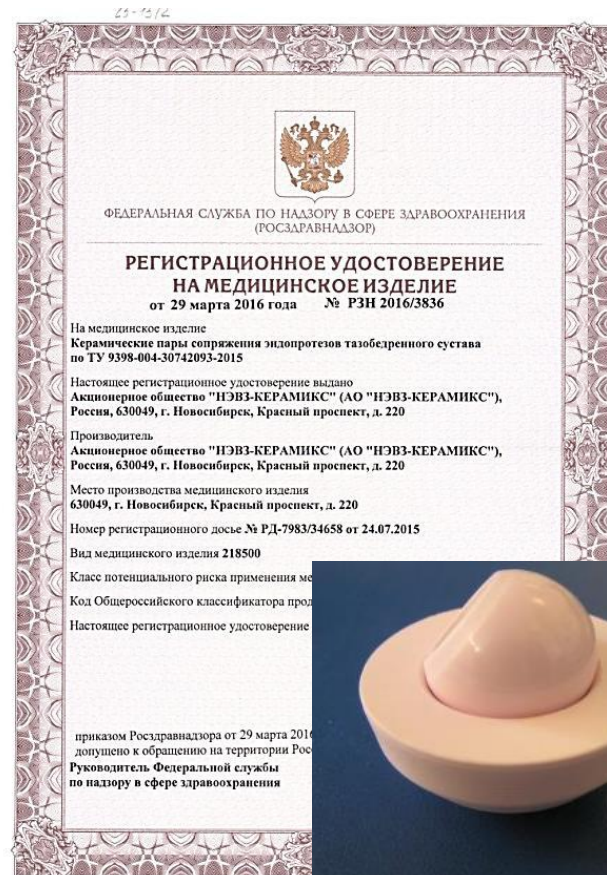 ФЕДЕРАЛЬНАЯ СЛУЖБА ПО НАДЗОРУ В СФЕРЕ ЗДРАВООХРАНЕНИЯ
(РОСЗДРАВНАДЗОР)
РЕГИСТРАЦИОННОЕ УДОСТОВЕРЕНИЕ
НА МЕДИЦИНСКОЕ ИЗДЕЛИЕ
от 29 марта 2016 года № РЗН 2016/3836
На медицинское изделие
Керамические пары сопряжения эндопротезов тазобедренного сустава
по ТУ 9398-004-30742093-2015
Настоящее регистрационное удостоверение выдано
Акционерное общество "НЭВЗ-КЕРАМИКС" (АО "НЭВЗ-КЕРАМИКС"),
Россия, 630049, г. Новосибирск, Красный проспект, д. 220
Производитель
Акционерное общество "НЭВЗ-КЕРАМИКС" (АО "НЭВЗ-КЕРАМИКС"),
Россия, 630049, г. Новосибирск, Красный проспект, д. 220
Место производства медицинского изделия
630049, г. Новосибирск, Красный проспект, д. 220
Номер регистрационного досье № РД-7983/34658 от 24.07.2015
Вид медицинского изделия 218500
Класс потенциального риска применения ме
Код Общероссийского классификатора прод
Настоящее регистрационное удостоверение
приказом Росздравнадзора от 29 марта 201
допущено к обращению на территории Рос
Руководитель Федеральной службы
по надзору в сфере здравоохранения